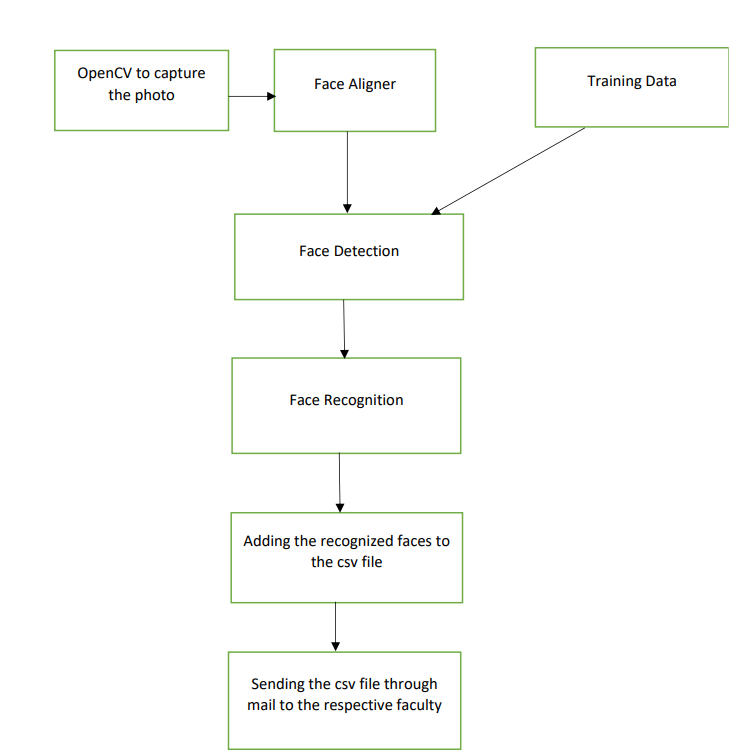 OpenCV to capture
the photo
Face Aligner
Training Data
Face Detection
Face Recognition
Adding the recognized faces to
the csv file
Sending the csv file through
mail to the respective faculty